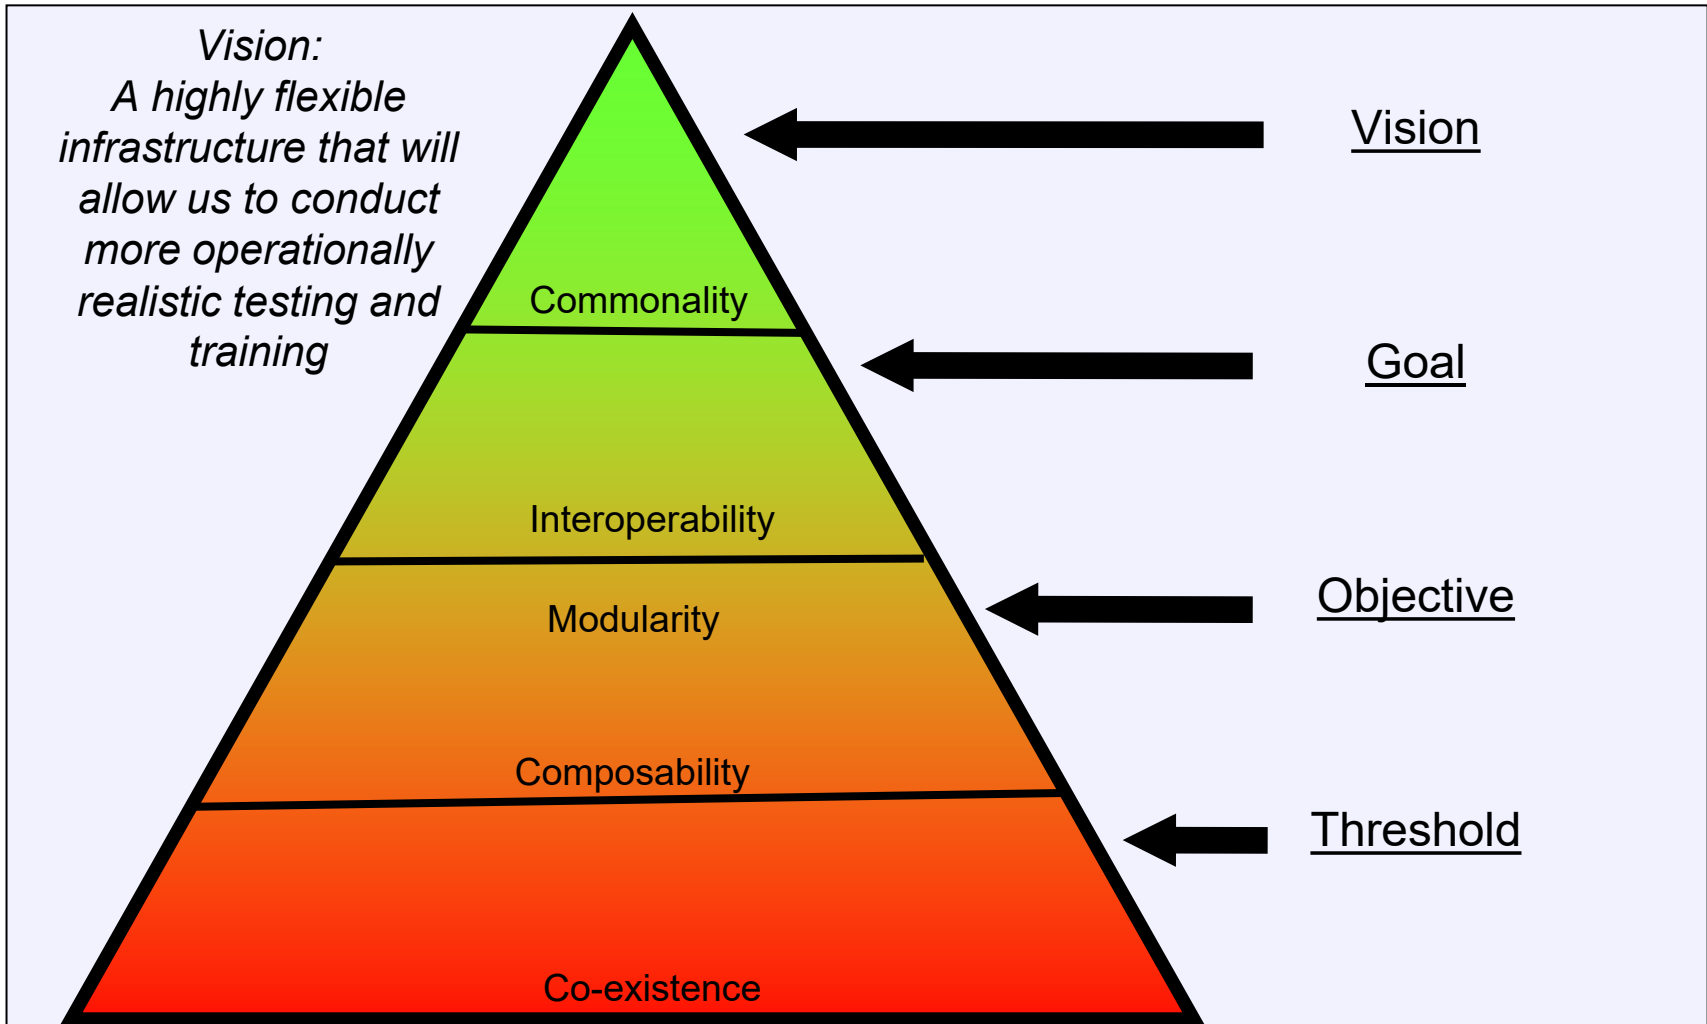 Vision:
A highly flexible
infrastructure that will
allow us to conduct
more operationally
realistic testing and
training
Vision
Commonality
Goal
Interoperability
Modularity
Objective
Composability
Threshold
Co-existence